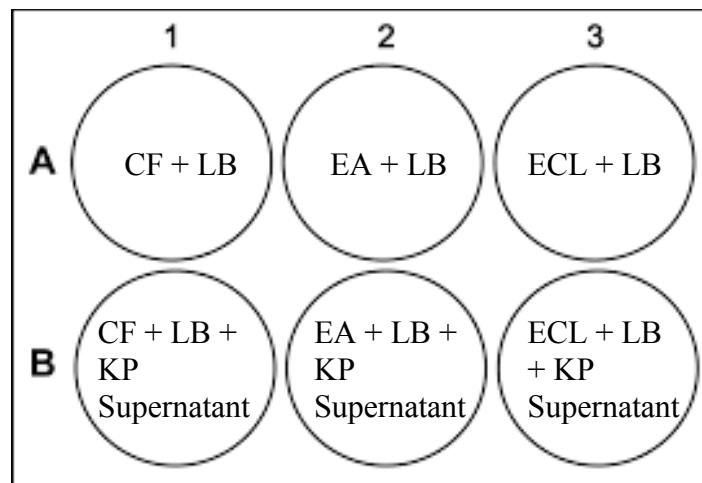 1 2 3
A
CF + LB
EA + LB
ECL + LB
B
CF + LB +
KP
Supernatant
EA + LB +
KP
Supernatant
ECL + LB
+ KP
Supernatant